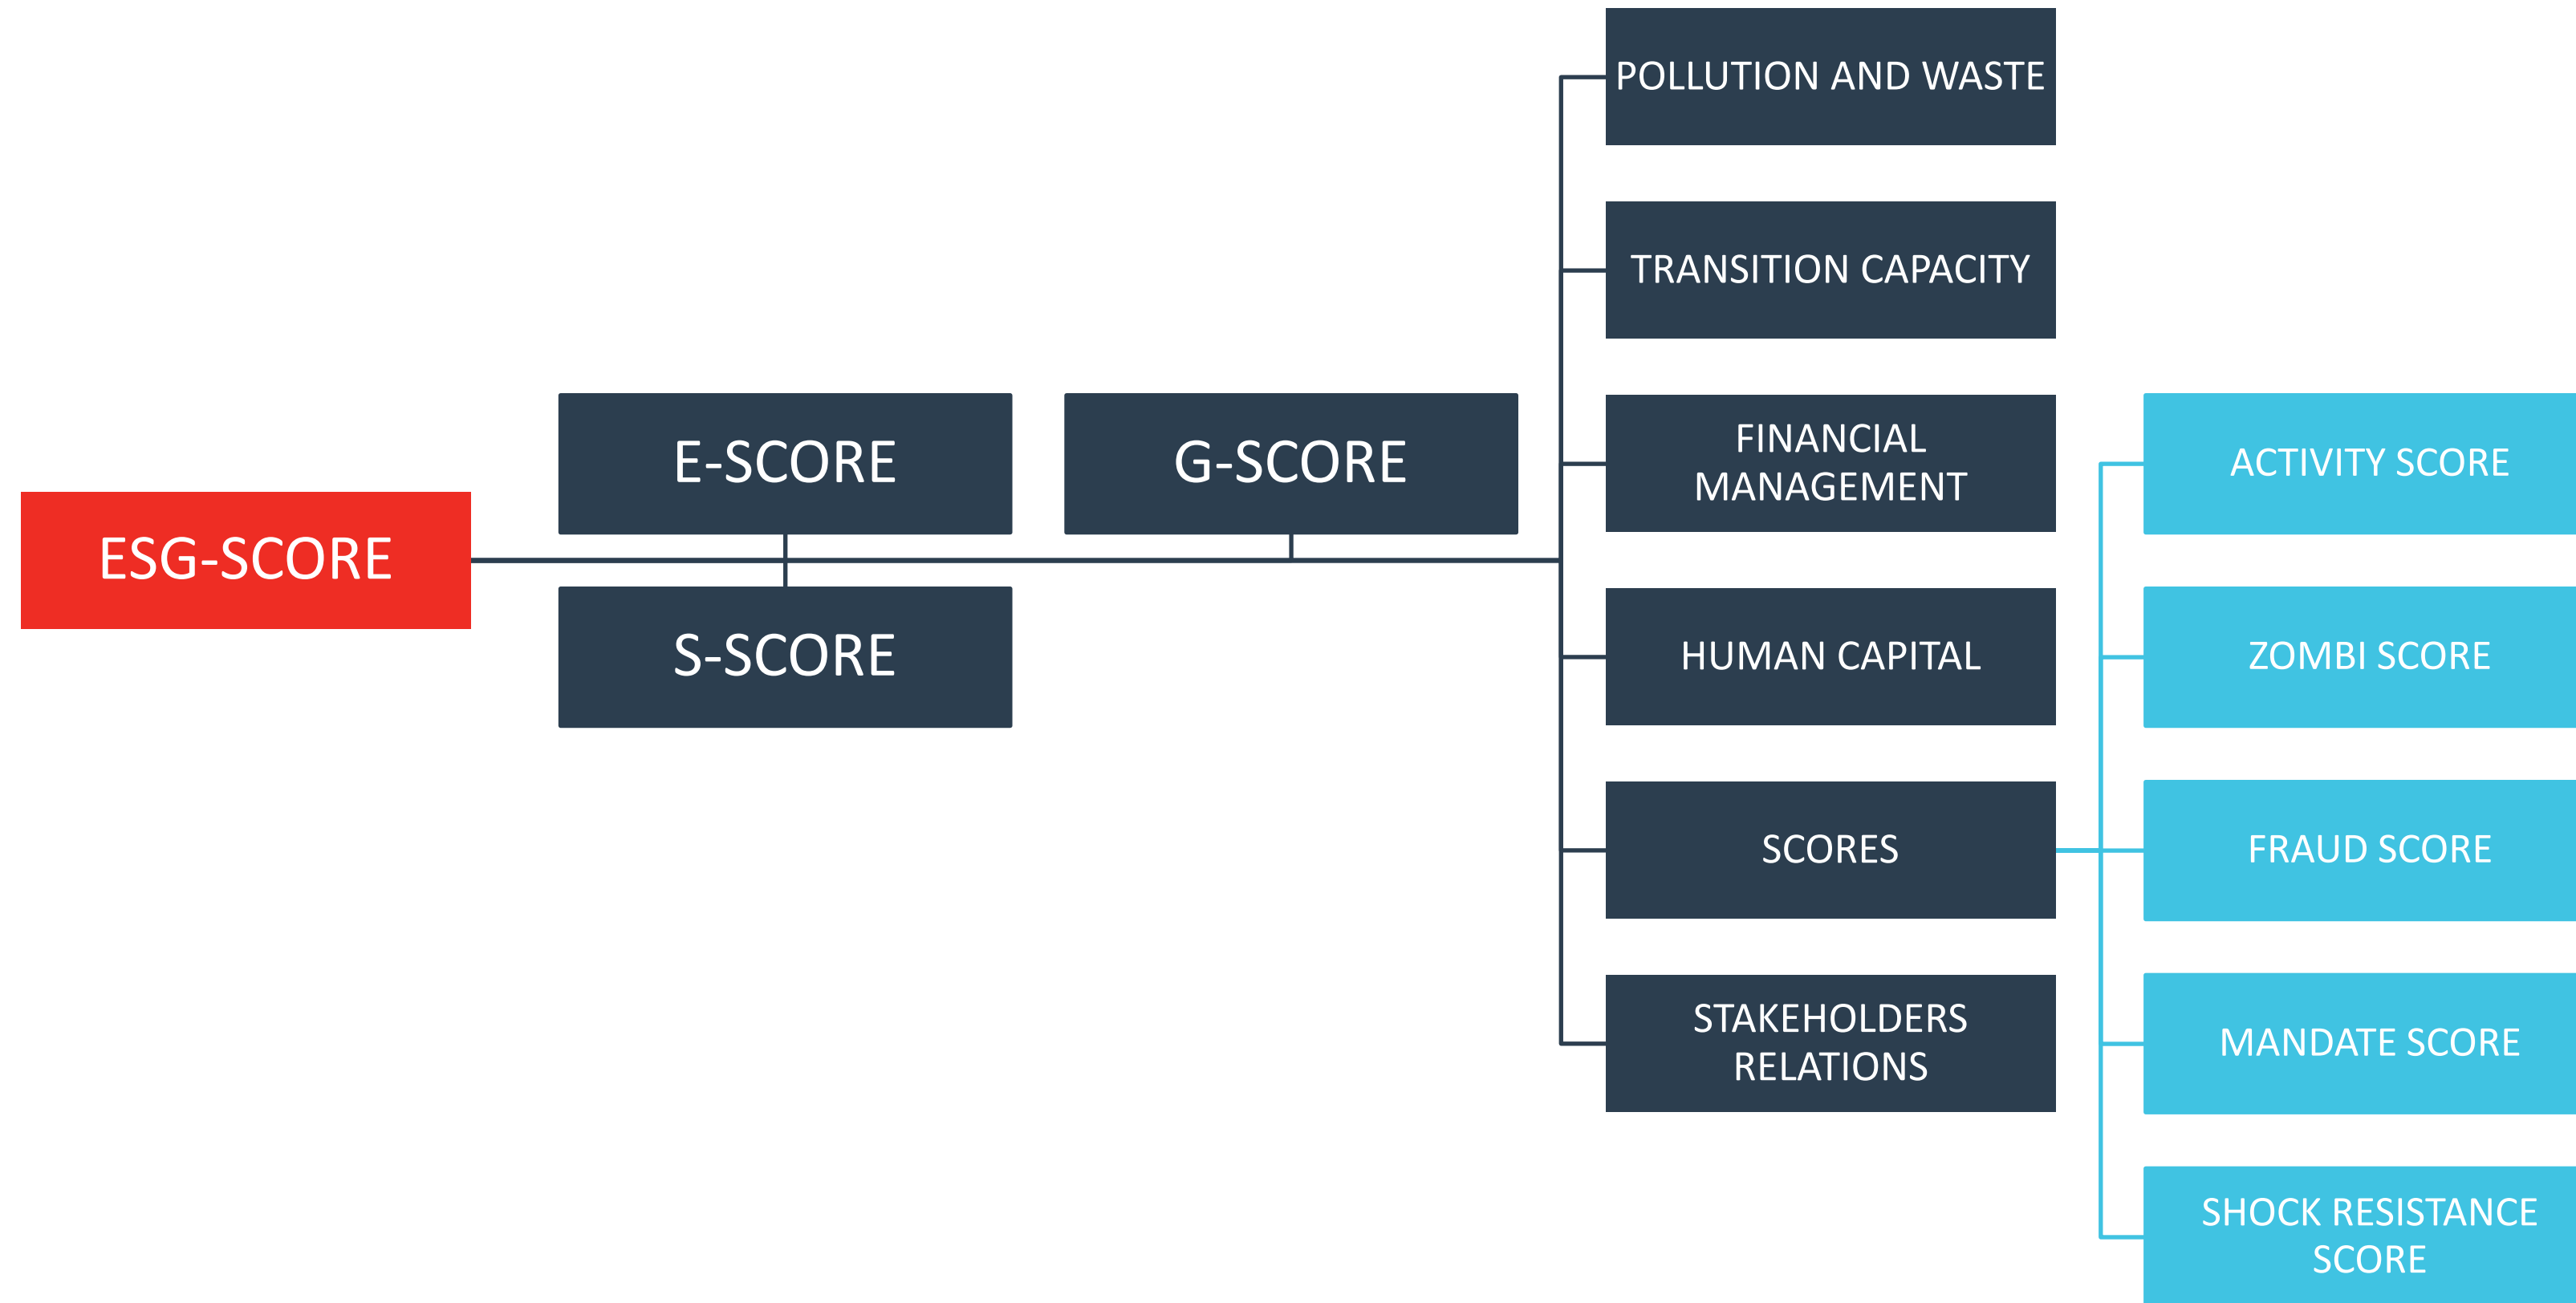 ESG-SCORE
E-SCORE
S-SCORE
G-SCORE
POLLUTION AND WASTE
TRANSITION CAPACITY
FINANCIAL
MANAGEMENT
HUMAN CAPITAL
SCORES
STAKEHOLDERS
RELATIONS
ACTIVITY SCORE
ZOMBI SCORE
FRAUD SCORE
MANDATE SCORE
SHOCK RESISTANCE
SCORE